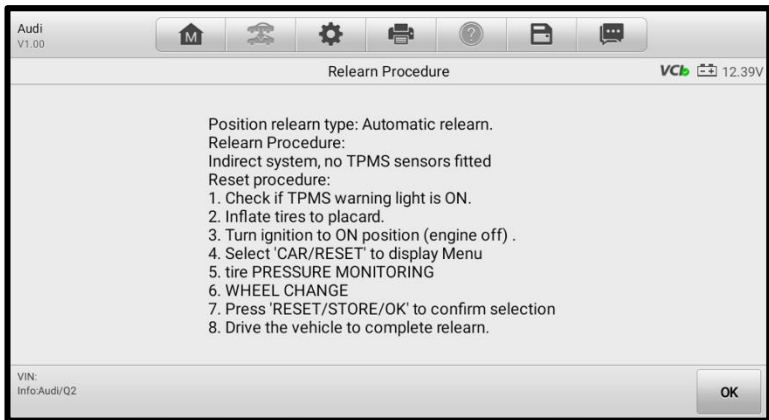 Audi
V1.00
M
?
Relearn Procedure
VCI
12.39V
Position relearn type: Automatic relearn.
Relearn Procedure:
Indirect system, no TPMS sensors fitted
Reset procedure:
1. Check if TPMS warning light is ON.
2. Inflate tires to placard.
3. Turn ignition to ON position (engine off) .
4. Select 'CAR/RESET' to display Menu
5. tire PRESSURE MONITORING
6. WHEEL CHANGE
7. Press 'RESET/STORE/OK' to confirm selection
8. Drive the vehicle to complete relearn.
VIN:
Info:Audi/Q2
OK